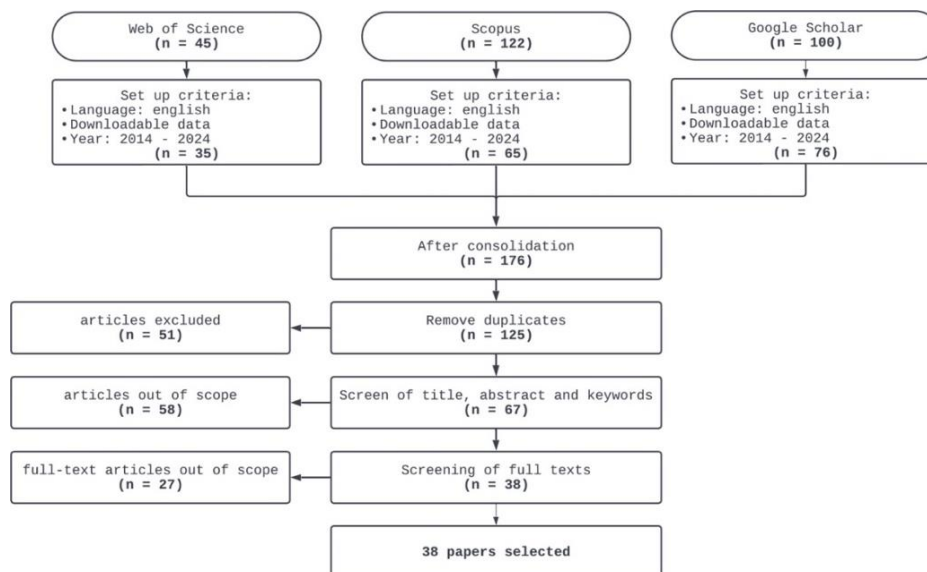 Web of Science
(n = 45)
Scopus
(n = 122)
Google Scholar
(n = 100)
Set up criteria:
• Language: english
• Downloadable data
• Year: 2014 - 2024
(n = 35)
Set up criteria:
• Language: english
• Downloadable data
• Year: 2014 - 2024
(n = 65)
Set up criteria:
• Language: english
• Downloadable data
• Year: 2014 - 2024
(n = 76)
After consolidation
(n = 176)
articles excluded
(n = 51)
Remove duplicates
(n = 125)
articles out of scope
(n = 58)
Screen of title, abstract and keywords
(n = 67)
full-text articles out of scope
(n = 27)
Screening of full texts
(n = 38)
38 papers selected